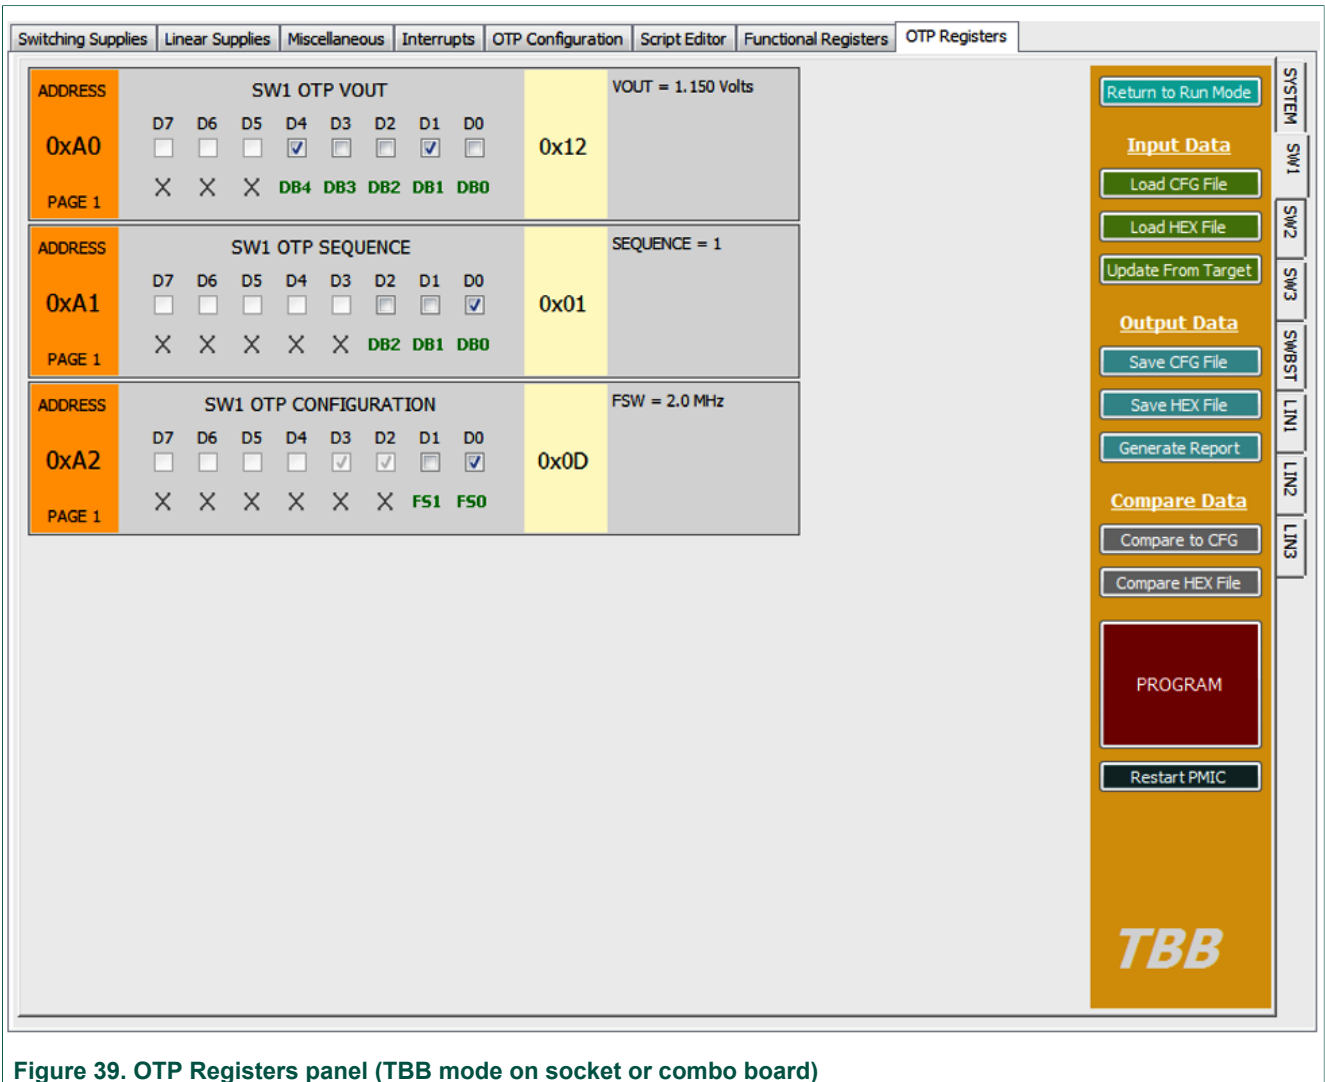 Switching Supplies Linear Supplies Miscellaneous Interrupts OTP Configuration Script Editor Functional Registers OTP Registers
ADDRESS
0xA0
PAGE 1
SW1 OTP VOUT
D7 D6 D5 D4 D3 D2 D1 D0
X X X DB4 DB3 DB2 DB1 DB0
0x12
VOUT = 1.150 Volts
ADDRESS
0xA1
PAGE 1
SW1 OTP SEQUENCE
D7 D6 D5 D4 D3 D2 D1 D0
X X X X X DB2 DB1 DB0
0x01
SEQUENCE = 1
ADDRESS
0xA2
PAGE 1
SW1 OTP CONFIGURATION
D7 D6 D5 D4 D3 D2 D1 D0
X X X X X X FS1 FS0
0x0D
FSW = 2.0 MHz
Return to Run Mode
Input Data
Load CFG File
Load HEX File
Update From Target
Output Data
Save CFG File
Save HEX File
Generate Report
Compare Data
Compare to CFG
Compare HEX File
PROGRAM
Restart PMIC
TBB
SYSTEM
SW1
SW2
SW3
SWBST
LIN1
LIN2
LIN3
Figure 39. OTP Registers panel (TBB mode on socket or combo board)